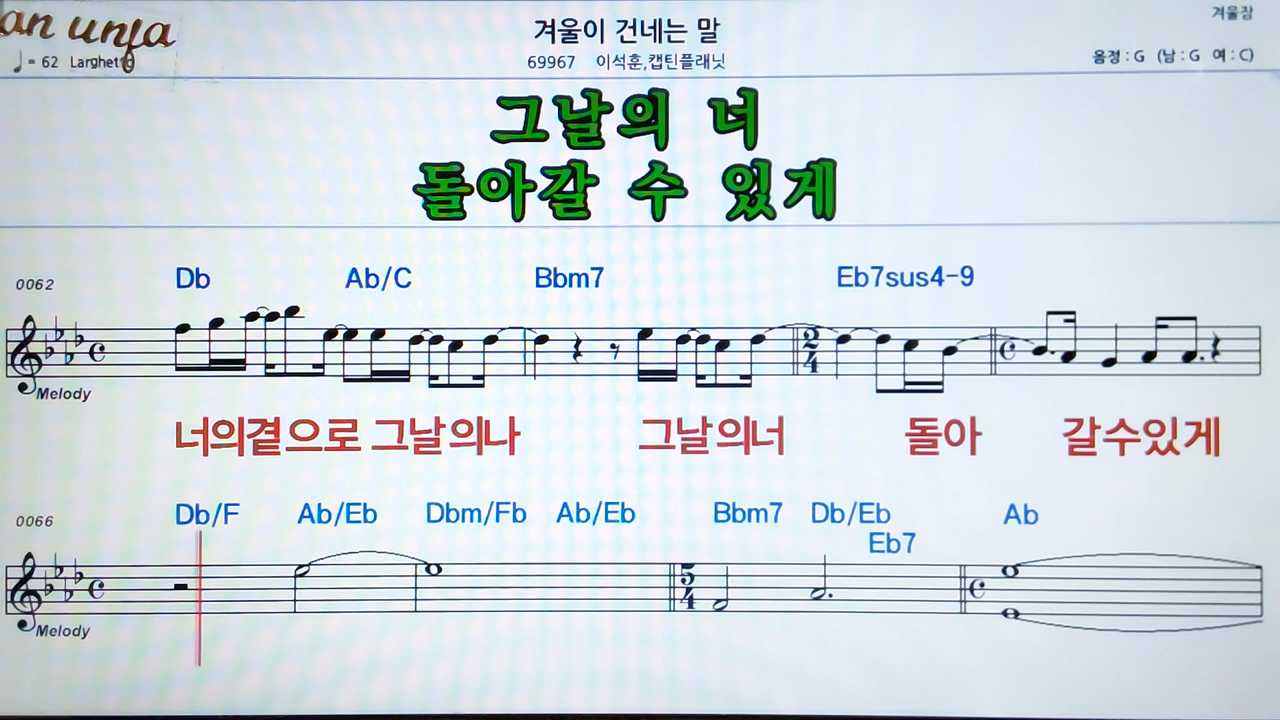 an unja
겨울이 건네는 말
겨울잠
♩= 62 Larghetto
69967 이석훈,캡틴플래닛
음정 : G (남 : G 여 : C)
그날의 너
돌아갈 수 있게
0062 Db Ab/C Bbm7 Eb7sus4-9
2
4
Melody
너의곁으로 그날의나 그날의너 돌아 갈수있게
0066 Db/F Ab/Eb Dbm/Fb Ab/Eb Bbm7 Db/Eb Ab
Eb7
5
4
Melody